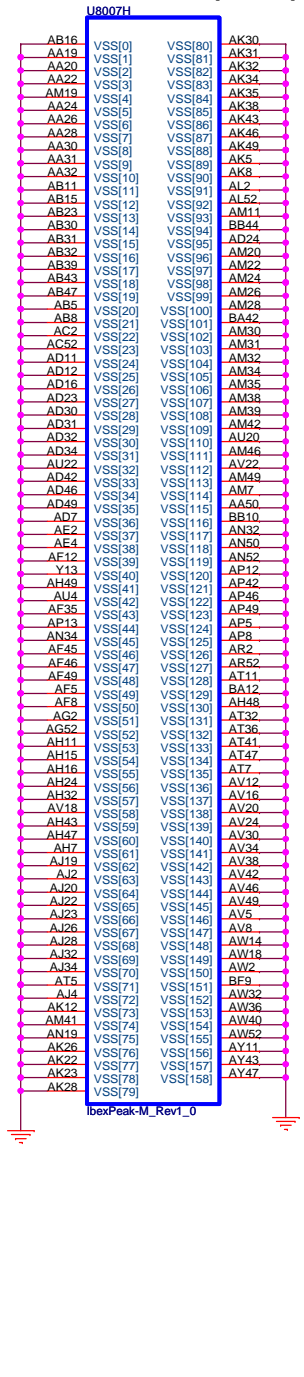 U8007H
AB16 VSS[0] VSS[80] AK30
AA19 VSS[1] VSS[81] AK31
AA20 VSS[2] VSS[82] AK32
AA22 VSS[3] VSS[83] AK34
AM19 VSS[4] VSS[84] AK35
AA24 VSS[5] VSS[85] AK38
AA26 VSS[6] VSS[86] AK43
AA28 VSS[7] VSS[87] AK46
AA30 VSS[8] VSS[88] AK49
AA31 VSS[9] VSS[89] AK5
AA32 VSS[10] VSS[90] AK8
AB11 VSS[11] VSS[91] AL2
AB15 VSS[12] VSS[92] AL52
AB23 VSS[13] VSS[93] AM11
AB30 VSS[14] VSS[94] BB44
AB31 VSS[15] VSS[95] AD24
AB32 VSS[16] VSS[96] AM20
AB39 VSS[17] VSS[97] AM22
AB43 VSS[18] VSS[98] AM24
AB47 VSS[19] VSS[99] AM26
AB5 VSS[20] VSS[100] AM28
AB8 VSS[21] VSS[101] BA42
AC2 VSS[22] VSS[102] AM30
AC52 VSS[23] VSS[103] AM31
AD11 VSS[24] VSS[104] AM32
AD12 VSS[25] VSS[105] AM34
AD16 VSS[26] VSS[106] AM35
AD23 VSS[27] VSS[107] AM38
AD30 VSS[28] VSS[108] AM39
AD31 VSS[29] VSS[109] AM42
AD32 VSS[30] VSS[110] AU20
AD34 VSS[31] VSS[111] AM46
AU22 VSS[32] VSS[112] AV22
AD42 VSS[33] VSS[113] AM49
AD46 VSS[34] VSS[114] AM7
AD49 VSS[35] VSS[115] AA50
AD7 VSS[36] VSS[116] BB10
AE2 VSS[37] VSS[117] AN32
AE4 VSS[38] VSS[118] AN50
AF12 VSS[39] VSS[119] AN52
Y13 VSS[40] VSS[120] AP12
AH49 VSS[41] VSS[121] AP42
AU4 VSS[42] VSS[122] AP46
AF35 VSS[43] VSS[123] AP49
AP13 VSS[44] VSS[124] AP5
AN34 VSS[45] VSS[125] AP8
AF45 VSS[46] VSS[126] AR2
AF46 VSS[47] VSS[127] AR52
AF49 VSS[48] VSS[128] AT11
AF5 VSS[49] VSS[129] BA12
AF8 VSS[50] VSS[130] AH48
AG2 VSS[51] VSS[131] AT32
AG52 VSS[52] VSS[132] AT36
AH11 VSS[53] VSS[133] AT41
AH15 VSS[54] VSS[134] AT47
AH16 VSS[55] VSS[135] AT7
AH24 VSS[56] VSS[136] AV12
AH32 VSS[57] VSS[137] AV16
AV18 VSS[58] VSS[138] AV20
AH43 VSS[59] VSS[139] AV24
AH47 VSS[60] VSS[140] AV30
AH7 VSS[61] VSS[141] AV34
AJ19 VSS[62] VSS[142] AV38
AJ2 VSS[63] VSS[143] AV42
AJ20 VSS[64] VSS[144] AV46
AJ22 VSS[65] VSS[145] AV49
AJ23 VSS[66] VSS[146] AV5
AJ26 VSS[67] VSS[147] AV8
AJ28 VSS[68] VSS[148] AW14
AJ32 VSS[69] VSS[149] AW18
AJ34 VSS[70] VSS[150] AW2
AT5 VSS[71] VSS[151] BF9
AJ4 VSS[72] VSS[152] AW32
AK12 VSS[73] VSS[153] AW36
AM41 VSS[74] VSS[154] AW40
AN19 VSS[75] VSS[155] AW52
AK26 VSS[76] VSS[156] AY11
AK22 VSS[77] VSS[157] AY43
AK23 VSS[78] VSS[158] AY47
AK28 VSS[79]
IbexPeak-M_Rev1_0